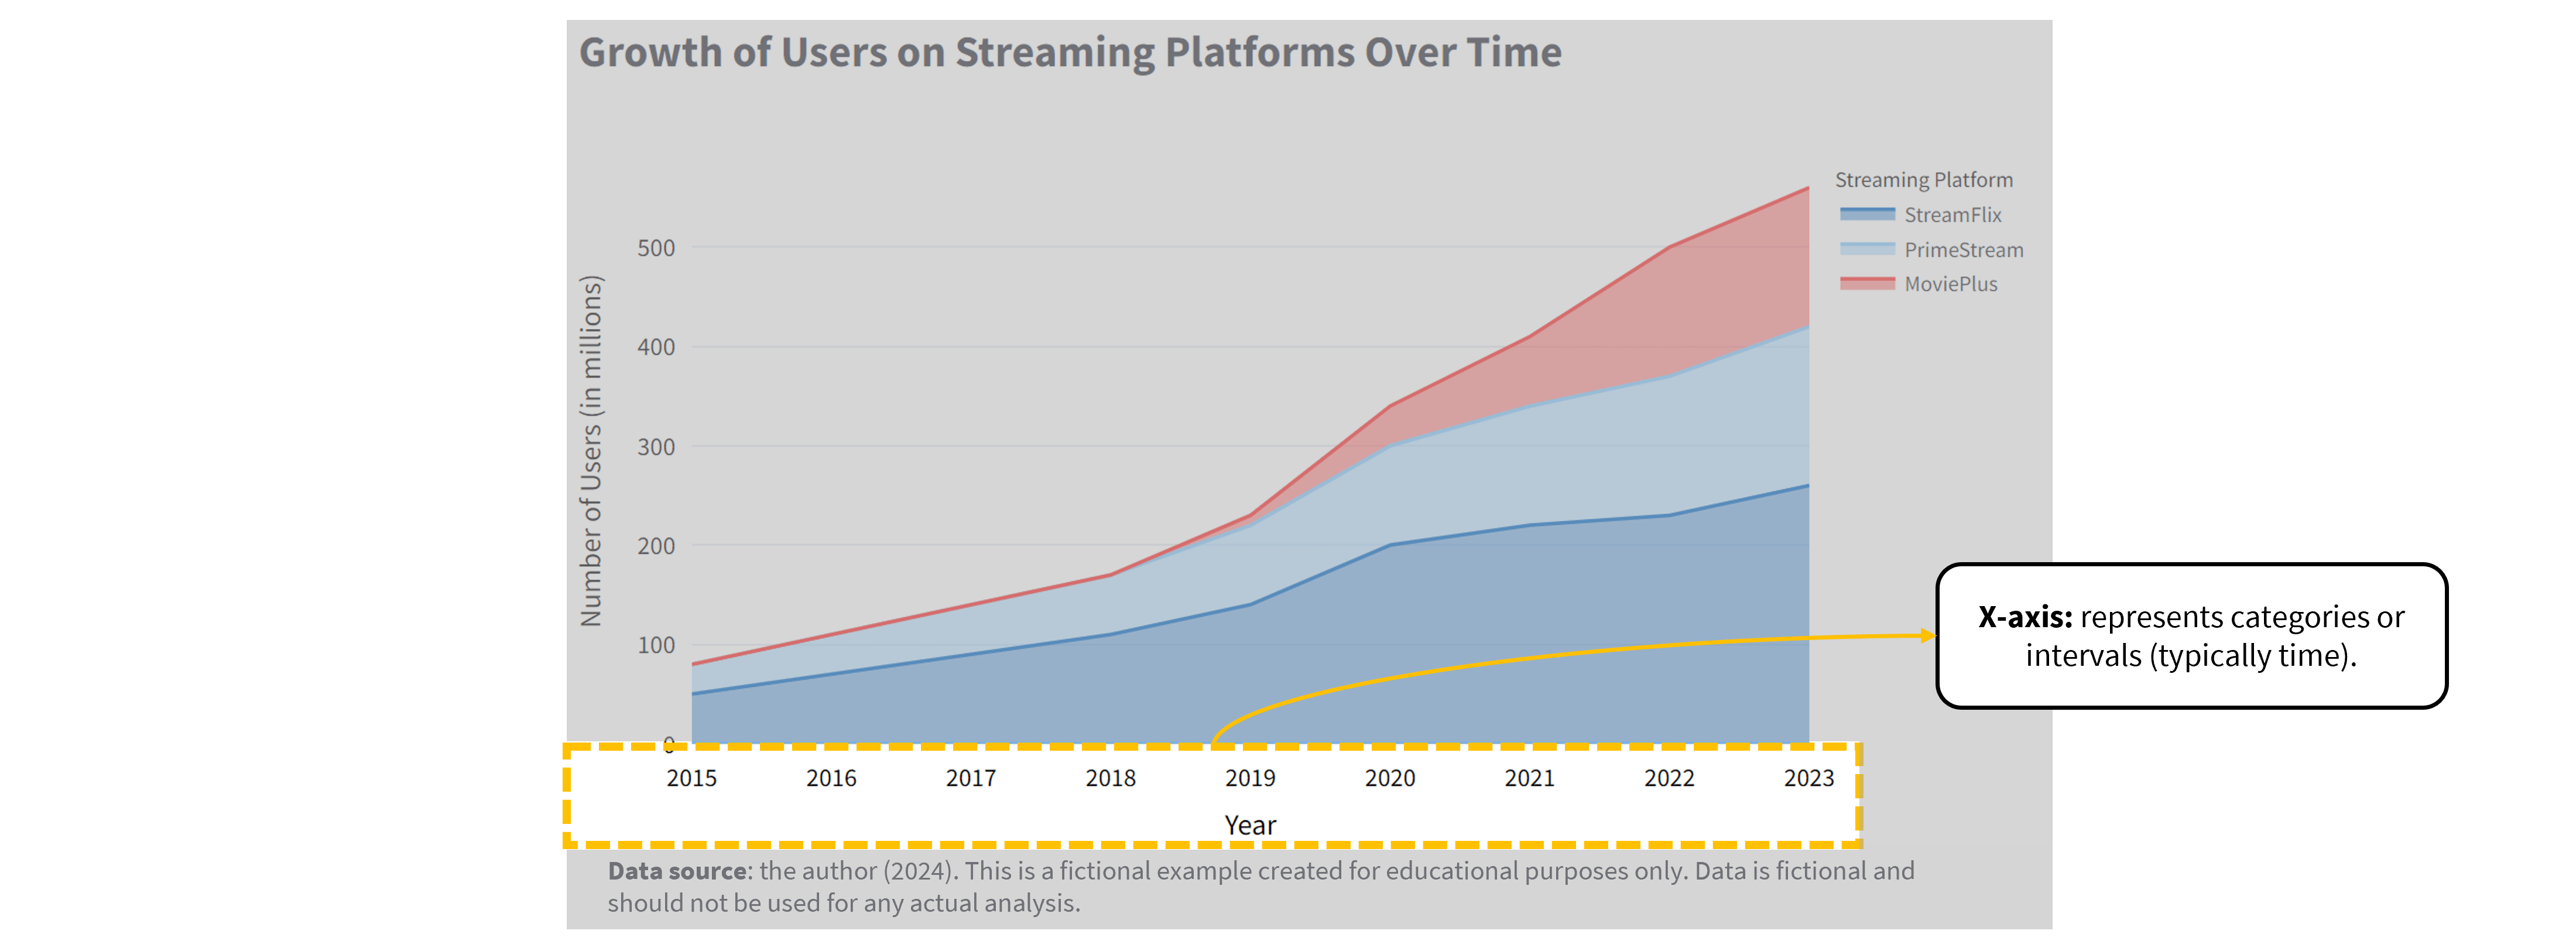 Growth of Users on Streaming Platforms Over Time
Streaming Platform
StreamFlix
PrimeStream
MoviePlus
Number of Users (in millions)
500
400
300
200
100
0
X-axis: represents categories or
intervals (typically time).
2015 2016 2017 2018 2019 2020 2021 2022 2023
Year
Data source: the author (2024). This is a fictional example created for educational purposes only. Data is fictional and
should not be used for any actual analysis.